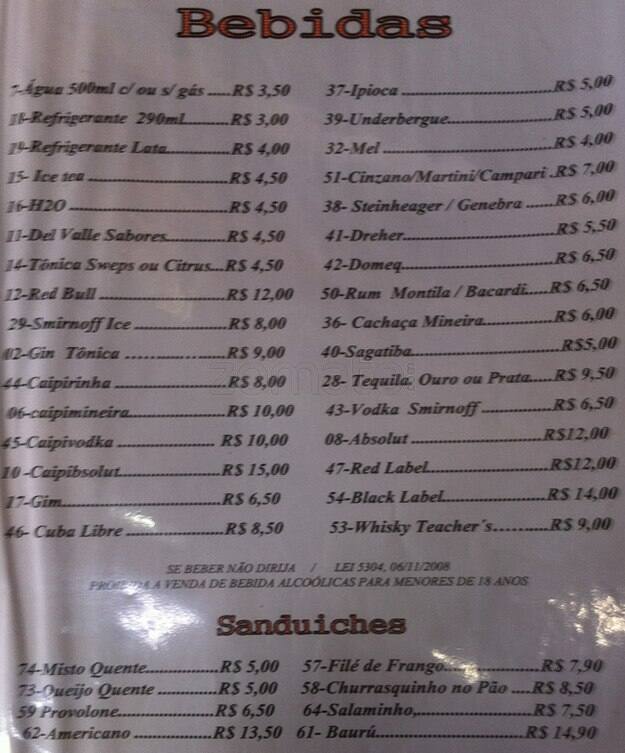 Bebidas
7-Água 500ml c/ ou s/ gás .....R$ 3,50
18-Refrigerante 290ml.........R$ 3,00
19-Refrigerante Lata.............R$ 4,00
15- Ice tea ..........................R$ 4,50
16-H2O ..............................R$ 4,50
11-Del Valle Sabores.............R$ 4,50
14-Tônica Sweps ou Citrus...R$ 4,50
12-Red Bull .......................R$ 12,00
29-Smirnoff Ice ..................R$ 8,00
02-Gin Tônica ...................R$ 9,00
44-Caipirinha .....................R$ 8,00
06-caipimineira...................R$ 10,00
45-Caipivodka ................... R$ 10,00
10 -Caipibsolut....................R$ 15,00
17-Gim................................R$ 6,50
46- Cuba Libre ....................R$ 8,50
37-Ipioca ..............................R$ 5,00
39-Underbergue.....................R$ 5,00
32-Mel ..................................R$ 4,00
51-Cinzano/Martini/Campari .R$ 7,00
38- Steinheager / Genebra ......R$ 6,00
41-Dreher...............................R$ 5,50
42-Domeq...............................R$ 6,50
50-Rum Montila / Bacardi.....R$ 6,50
36- Cachaça Mineira..............R$ 6,00
40-Sagatiba.............................R$5,00
28- Tequila, Ouro ou Prata.....R$ 9,50
43-Vodka Smirnoff ................R$ 6,50
08-Absolut ..........................R$12,00
47-Red Label........................R$12,00
54-Black Label.....................R$ 14,00
53-Whisky Teacher´s..........R$ 9,00
zomato
SE BEBER NÃO DIRIJA / LEI 5304, 06/11/2008
PROIBIDA A VENDA DE BEBIDA ALCOÓLICAS PARA MENORES DE 18 ANOS
Sanduiches
74-Misto Quente..............R$ 5,00
73-Queijo Quente ............R$ 5,00
59 Provolone...................R$ 6,50
62-Americano .................R$ 13,50
57-Filé de Frango...................R$ 7,90
58-Churrasquinho no Pão ....R$ 8,50
64-Salaminho,.....................R$ 7,50
61- Baurú............................R$ 14,90